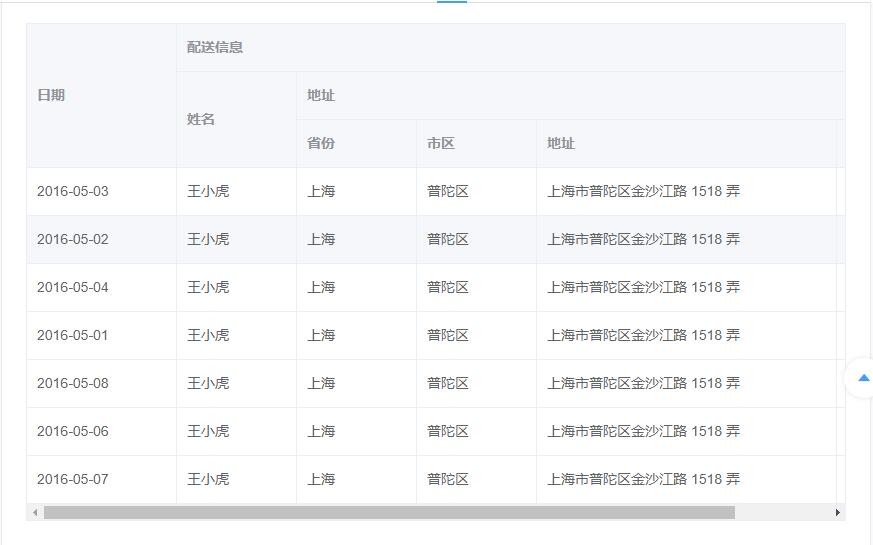 配送信息
日期
地址
姓名
省份 市区 地址
2016-05-03 王小虎 上海 普陀区 上海市普陀区金沙江路 1518 弄
2016-05-02 王小虎 上海 普陀区 上海市普陀区金沙江路 1518 弄
2016-05-04 王小虎 上海 普陀区 上海市普陀区金沙江路 1518 弄
2016-05-01 王小虎 上海 普陀区 上海市普陀区金沙江路 1518 弄
2016-05-08 王小虎 上海 普陀区 上海市普陀区金沙江路 1518 弄
2016-05-06 王小虎 上海 普陀区 上海市普陀区金沙江路 1518 弄
2016-05-07 王小虎 上海 普陀区 上海市普陀区金沙江路 1518 弄